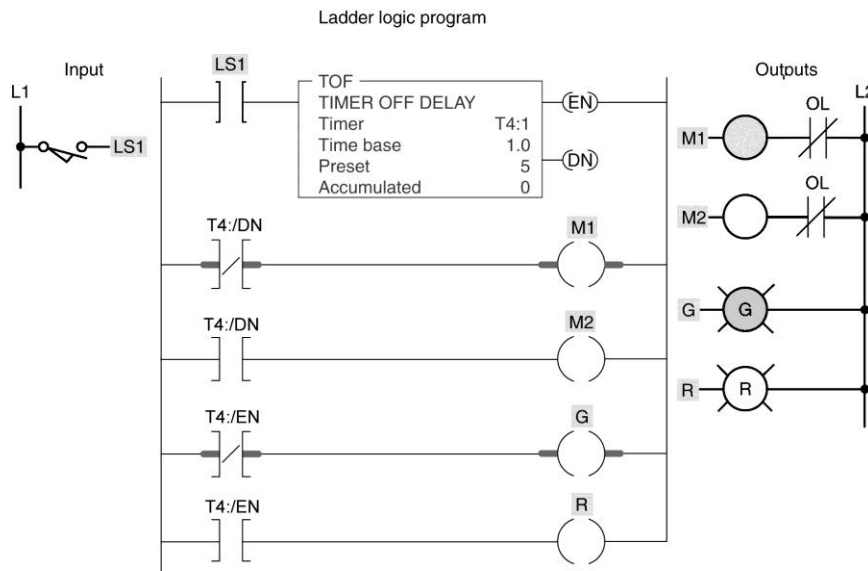 Ladder logic program
Input
L1
LS1
LS1
TOF
TIMER OFF DELAY
Timer T4:1
Time base 1.0
Preset 5
Accumulated 0
EN
DN
Outputs
L2
M1 OL
M2 OL
G G
R R
T4:/DN M1
T4:/DN M2
T4:/EN G
T4:/EN R